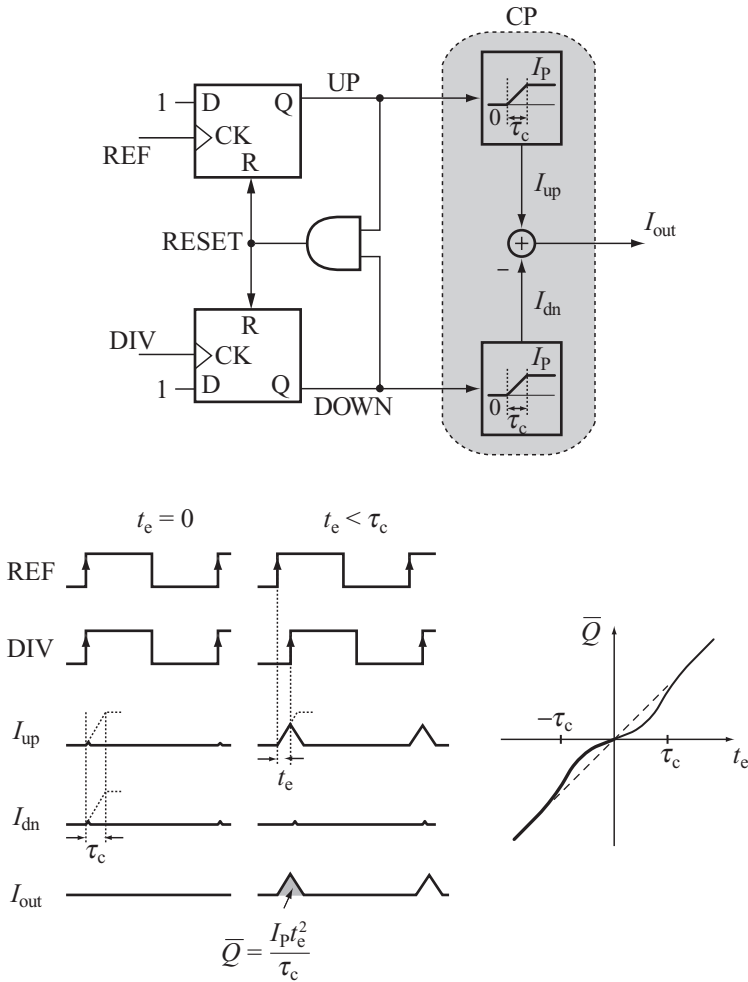 CP
UP
1
D
Q
CK
REF
R
I_P
0
τ_c
I_up
RESET
I_out
+
−
I_dn
R
DIV
CK
1
D
Q
DOWN
I_P
0
τ_c
t_e = 0
t_e < τ_c
REF
DIV
I_up
t_e
I_dn
τ_c
I_out
Q̅ = I_P t_e^2 / τ_c
Q̅
−τ_c
τ_c
t_e